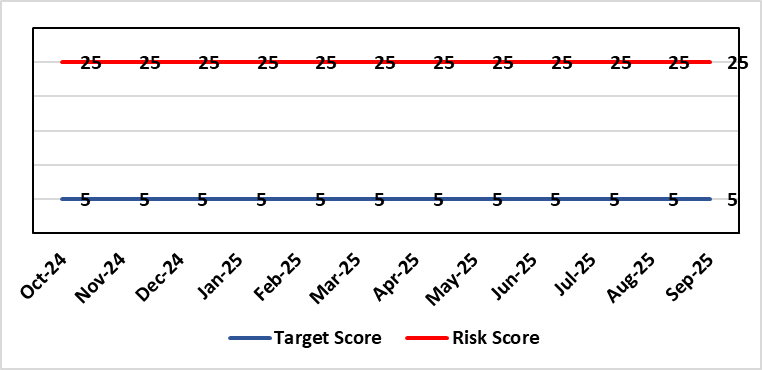 25 25 25 25 25 25 25 25 25 25 25 25
5 5 5 5 5 5 5 5 5 5 5 5
Oct-24 Nov-24 Dec-24 Jan-25 Feb-25 Mar-25 Apr-25 May-25 Jun-25 Jul-25 Aug-25 Sep-25
Target Score Risk Score